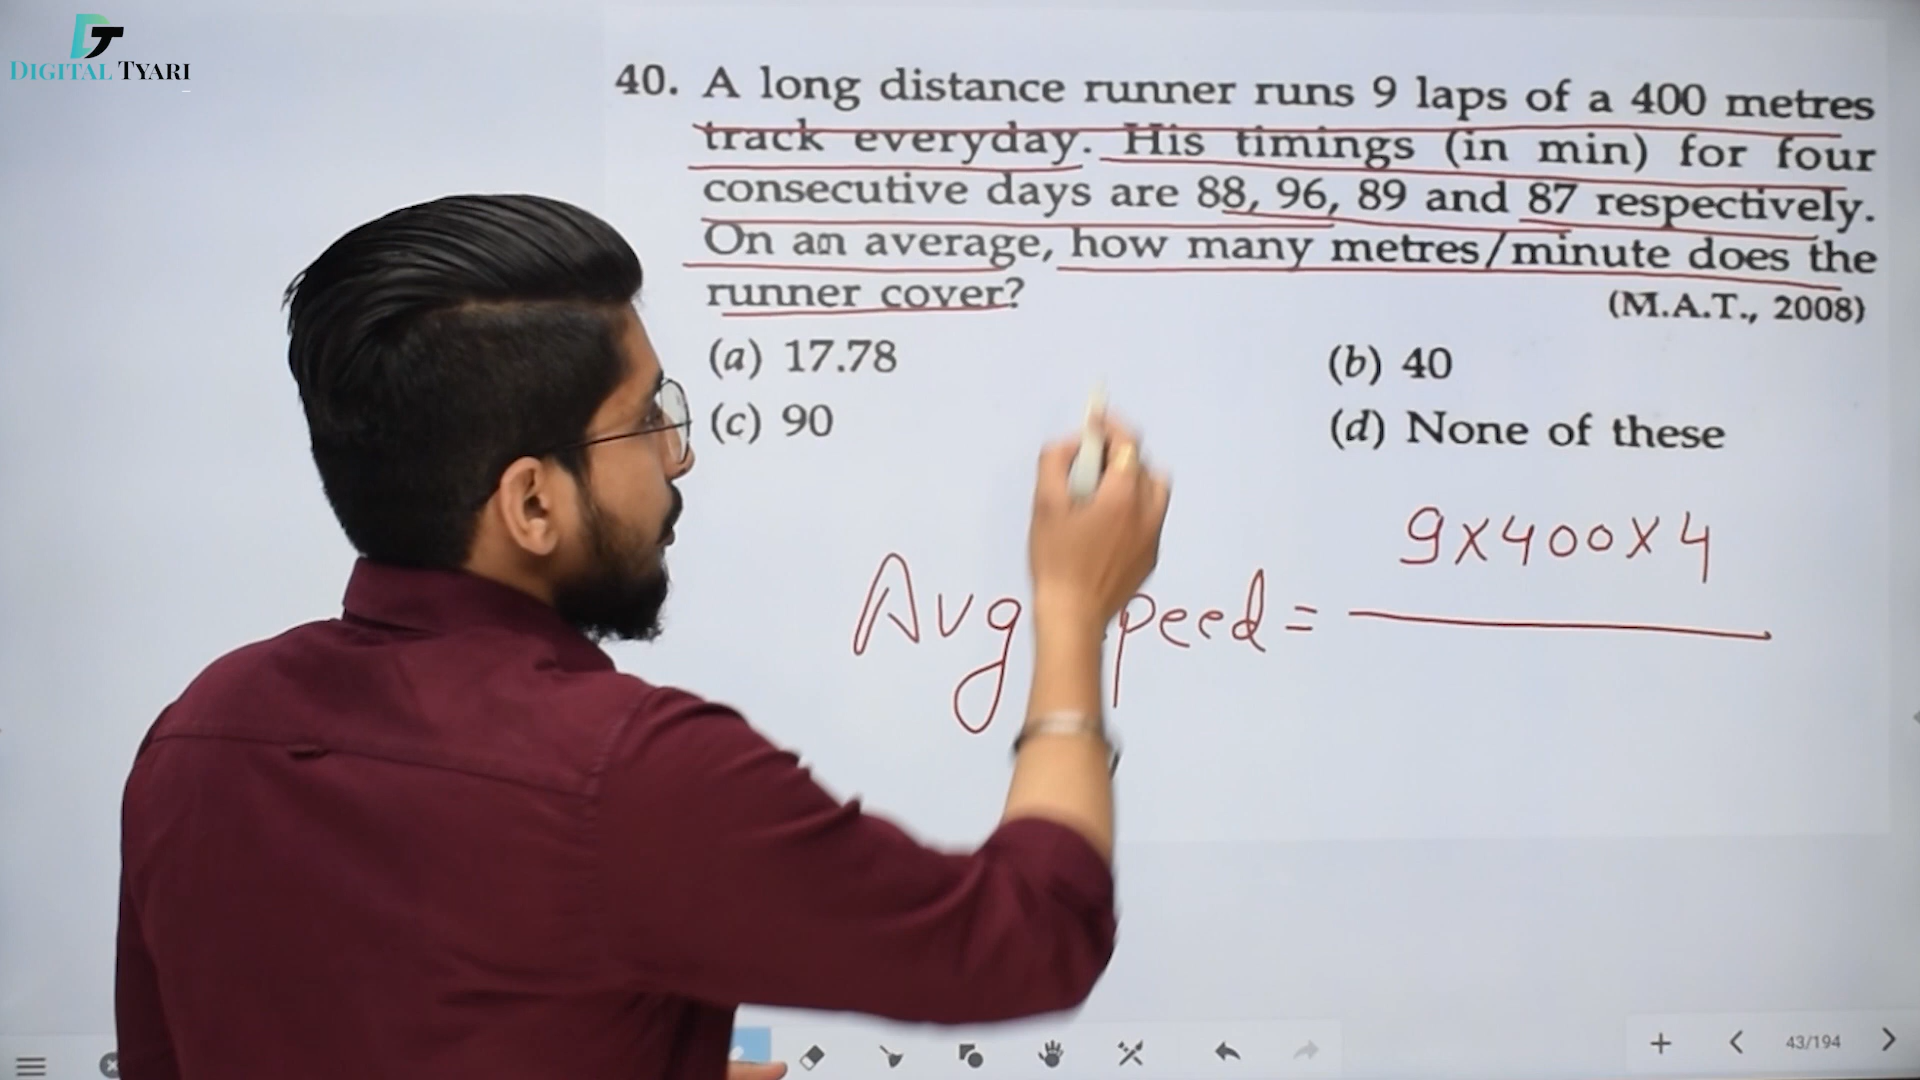 DT
DIGITAL TYARI
40. A long distance runner runs 9 laps of a 400 metres
track everyday. His timings (in min) for four
consecutive days are 88, 96, 89 and 87 respectively.
On an average, how many metres/minute does the
runner cover?
(M.A.T., 2008)
(a) 17.78
(b) 40
(c) 90
(d) None of these
9x400x4
Avg peed =
43/194